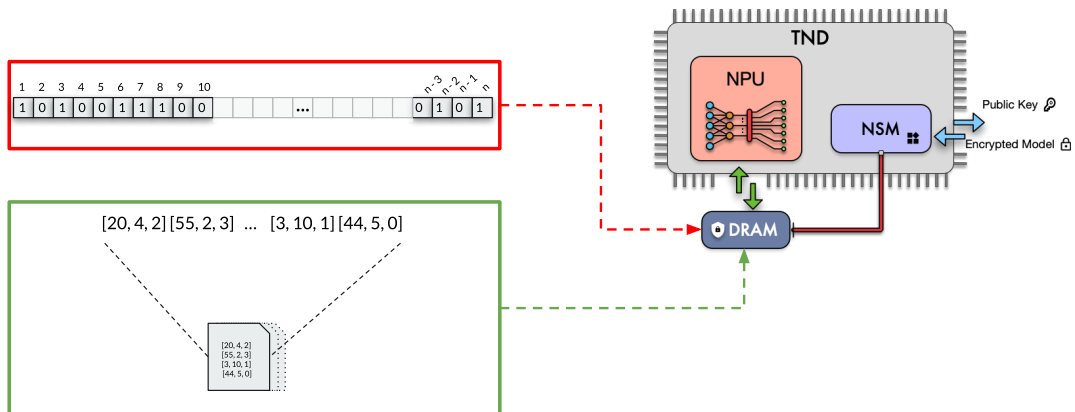 1 2 3 4 5 6 7 8 9 10 n-3 n-2 n-1 n
1 0 1 0 0 1 1 1 0 0 ... 0 1 0 1
[20, 4, 2] [55, 2, 3] ... [3, 10, 1] [44, 5, 0]
[20, 4, 2]
[55, 2, 3]
[3, 10, 1]
[44, 5, 0]
TND
NPU
NSM
Public Key
Encrypted Model
DRAM